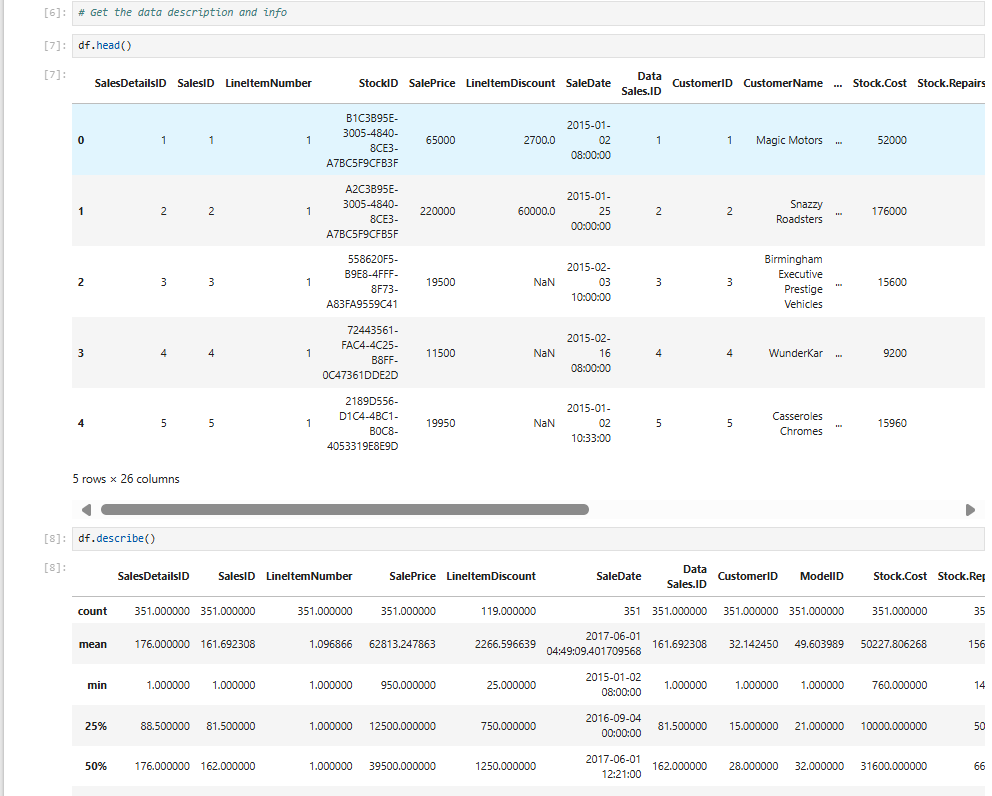 [6]: # Get the data description and info
[7]: df.head()
[7]:
SalesDetailsID SalesID LineItemNumber StockID SalePrice LineItemDiscount SaleDate Data Sales.ID CustomerID CustomerName ... Stock.Cost Stock.Repairs
0 1 1 1 B1C3B95E-3005-4840-8CE3-A7BC5F9CFB3F 65000 2700.0 2015-01-02 08:00:00 1 1 Magic Motors ... 52000
1 2 2 1 A2C3B95E-3005-4840-8CE3-A7BC5F9CFB5F 220000 60000.0 2015-01-25 00:00:00 2 2 Snazzy Roadsters ... 176000
2 3 3 1 558620F5-B9E8-4FFF-8F73-A83FA9559C41 19500 NaN 2015-02-03 10:00:00 3 3 Birmingham Executive Prestige Vehicles ... 15600
3 4 4 1 72443561-FAC4-4C25-B8FF-0C47361DDE2D 11500 NaN 2015-02-16 08:00:00 4 4 WunderKar ... 9200
4 5 5 1 2189D556-D1C4-4BC1-B0C8-4053319E8E9D 19950 NaN 2015-01-02 10:33:00 5 5 Casseroles Chromes ... 15960
5 rows × 26 columns
[8]: df.describe()
[8]:
SalesDetailsID SalesID LineItemNumber SalePrice LineItemDiscount SaleDate Data Sales.ID CustomerID ModelID Stock.Cost Stock.Rep
count 351.000000 351.000000 351.000000 351.000000 119.000000 351 351.000000 351.000000 351.000000 351.000000 35
mean 176.000000 161.692308 1.096866 62813.247863 2266.596639 2017-06-01 04:49:09.401709568 161.692308 32.142450 49.603989 50227.806268 156
min 1.000000 1.000000 1.000000 950.000000 25.000000 2015-01-02 08:00:00 1.000000 1.000000 1.000000 760.000000 14
25% 88.500000 81.500000 1.000000 12500.000000 750.000000 2016-09-04 00:00:00 81.500000 15.000000 21.000000 10000.000000 50
50% 176.000000 162.000000 1.000000 39500.000000 1250.000000 2017-06-01 12:21:00 162.000000 28.000000 32.000000 31600.000000 66